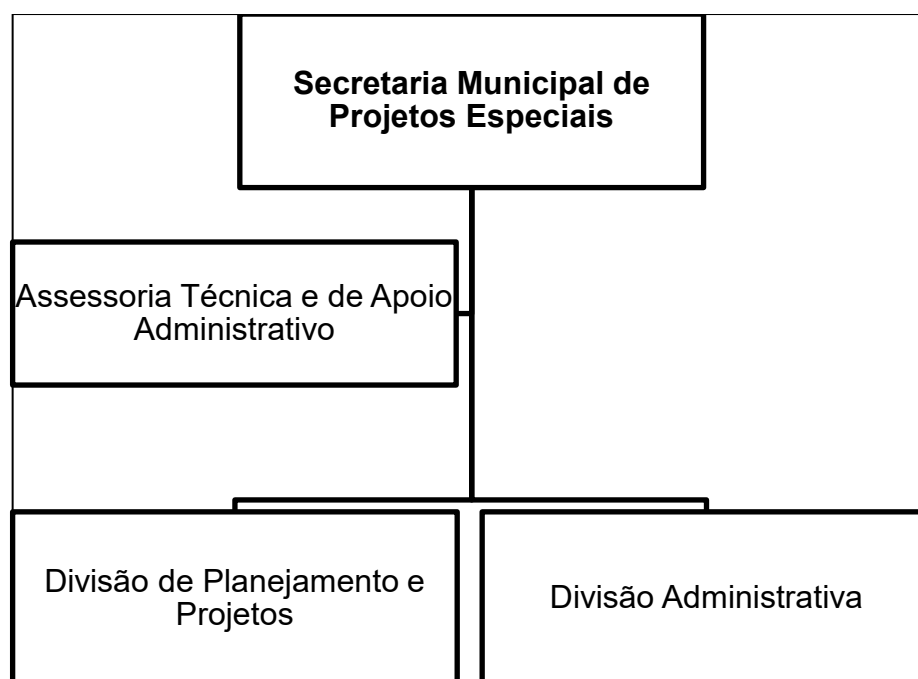 Secretaria Municipal de
Projetos Especiais
Assessoria Técnica e de Apoio
Administrativo
Divisão de Planejamento e
Projetos
Divisão Administrativa